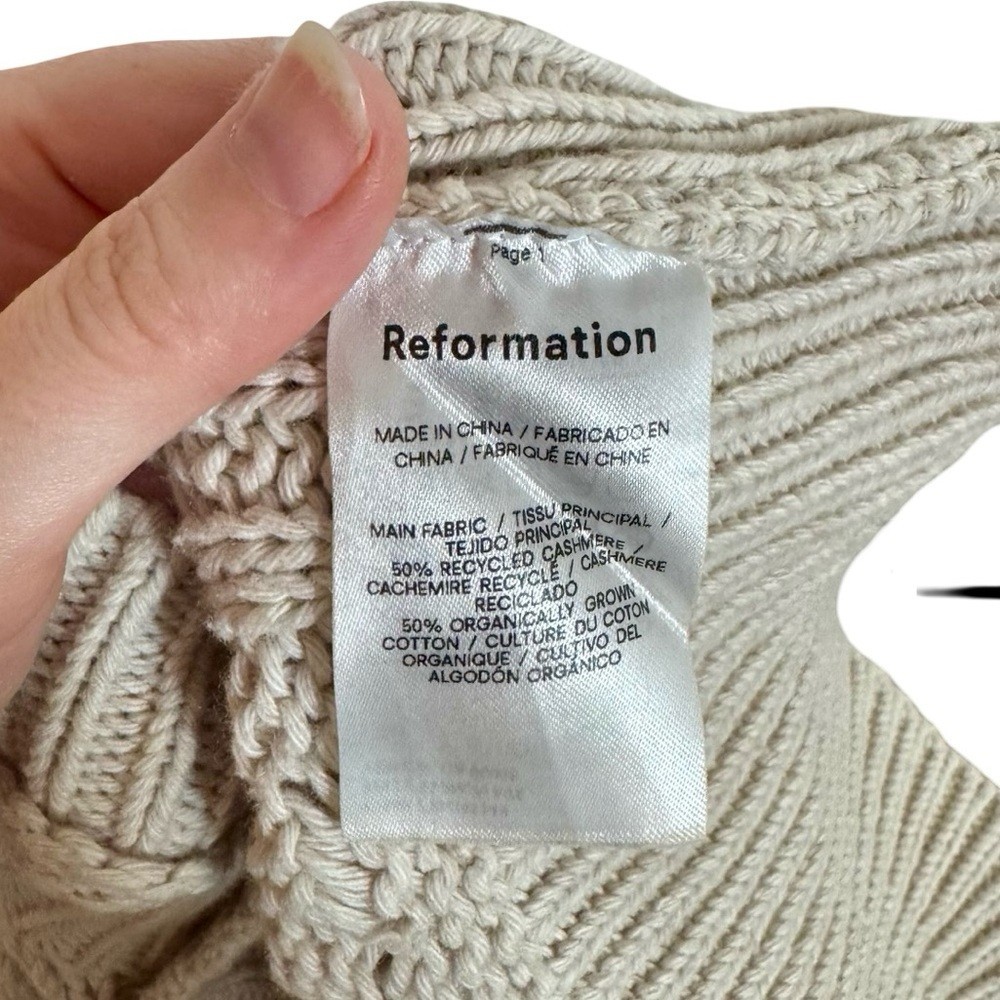 Page 1
Reformation
MADE IN CHINA / FABRICADO EN
CHINA / FABRIQUÉ EN CHINE
MAIN FABRIC / TISSU PRINCIPAL /
TEJIDO PRINCIPAL
50% RECYCLED CASHMERE /
CACHEMIRE RECYCLÉ / CASHMERE
RECICLADO
50% ORGANICALLY GROWN
COTTON / CULTURE DU COTON
ORGANIQUE / CULTIVO DEL
ALGODÓN ORGÁNICO